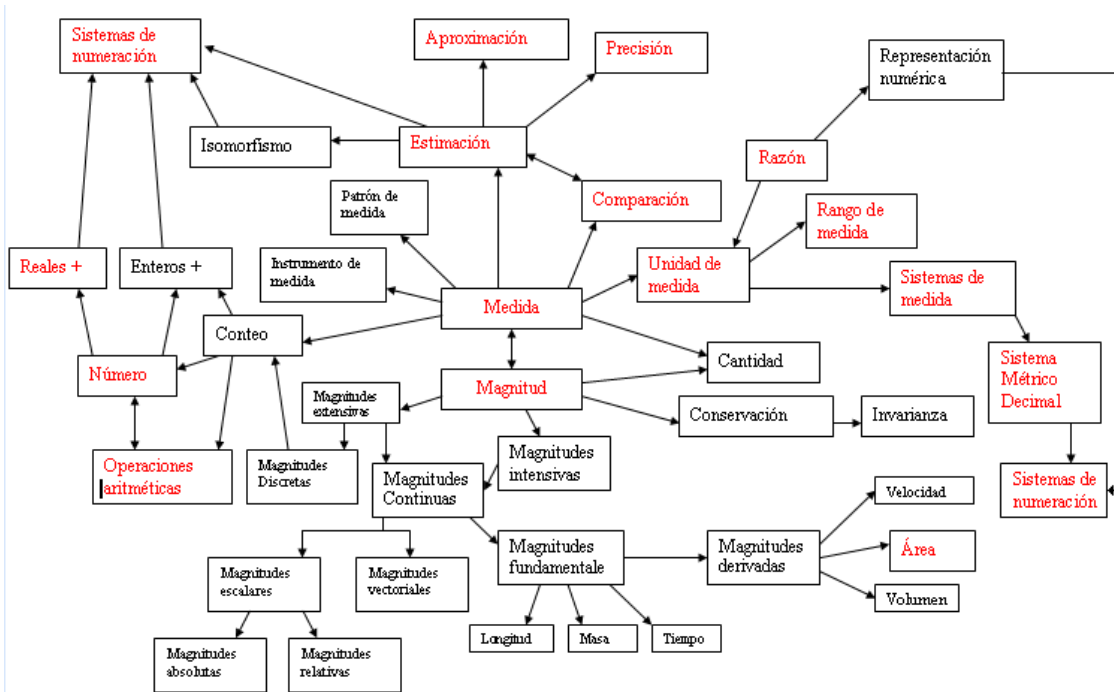 Sistemas de
numeración
Aproximación
Precisión
Representación
numérica
Isomorfismo
Estimación
Razón
Patrón de
medida
Comparación
Rango de
medida
Reales +
Enteros +
Instrumento de
medida
Unidad de
medida
Sistemas de
medida
Medida
Conteo
Número
Cantidad
Sistema
Métrico
Decimal
Magnitud
Magnitudes
extensivas
Conservación
Invarianza
Operaciones
aritméticas
Magnitudes
Discretas
Magnitudes
Continuas
Magnitudes
intensivas
Sistemas de
numeración
Velocidad
Magnitudes
fundamentale
Magnitudes
derivadas
Área
Magnitudes
escalares
Magnitudes
vectoriales
Volumen
Longitud
Masa
Tiempo
Magnitudes
absolutas
Magnitudes
relativas